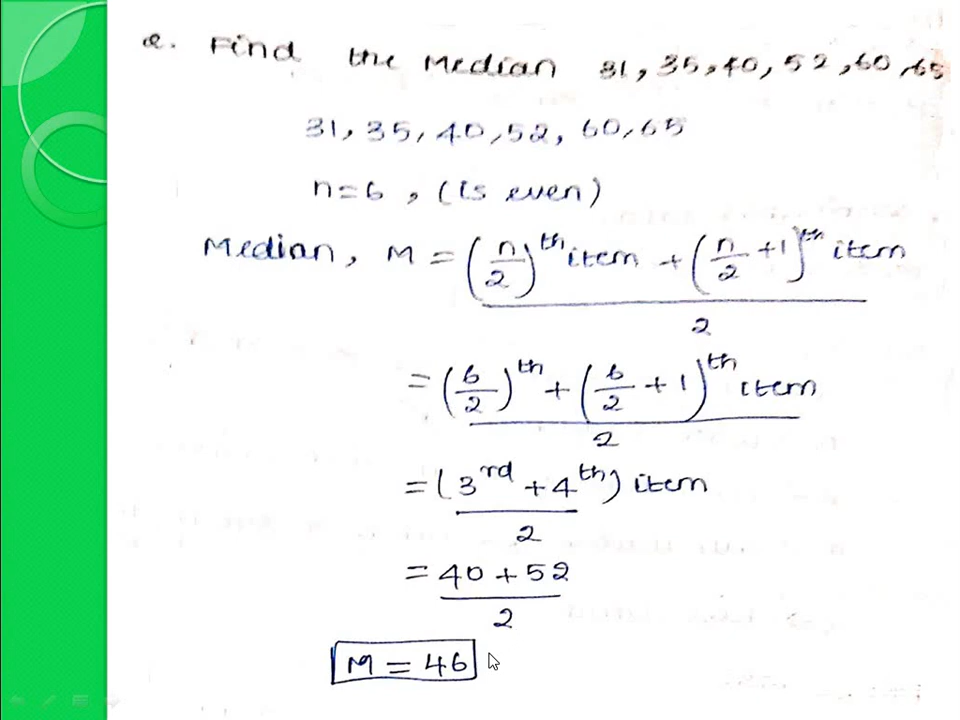 Q. Find the Median 31, 35, 40, 52, 60, 65
31, 35, 40, 52, 60, 65
n=6, (is even)
Median, M = (n/2)th item + (n/2 + 1)th item
2
= (6/2)th + (6/2 + 1)th item
2
= (3rd + 4th) item
2
= 40 + 52
2
M = 46